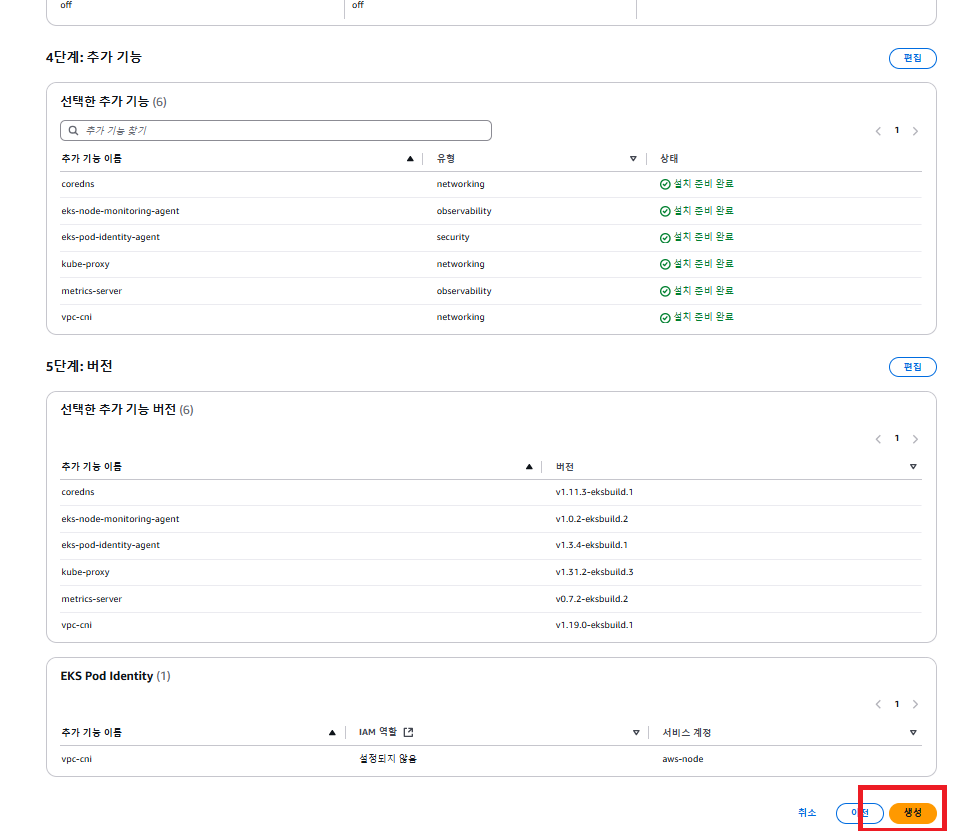 off off
4단계: 추가 기능 편집
선택한 추가 기능 (6)
추가 기능 찾기 1
추가 기능 이름 유형 상태
coredns networking 설치 준비 완료
eks-node-monitoring-agent observability 설치 준비 완료
eks-pod-identity-agent security 설치 준비 완료
kube-proxy networking 설치 준비 완료
metrics-server observability 설치 준비 완료
vpc-cni networking 설치 준비 완료
5단계: 버전 편집
선택한 추가 기능 버전 (6)
1
추가 기능 이름 버전
coredns v1.11.3-eksbuild.1
eks-node-monitoring-agent v1.0.2-eksbuild.2
eks-pod-identity-agent v1.3.4-eksbuild.1
kube-proxy v1.31.2-eksbuild.3
metrics-server v0.7.2-eksbuild.2
vpc-cni v1.19.0-eksbuild.1
EKS Pod Identity (1)
1
추가 기능 이름 IAM 역할 서비스 계정
vpc-cni 설정되지 않음 aws-node
취소 이전 생성